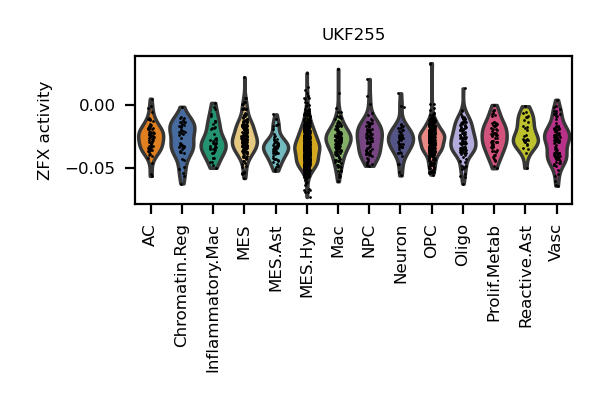 UKF255
ZFX activity
0.00
−0.05
AC
Chromatin.Reg
Inflammatory.Mac
MES
MES.Ast
MES.Hyp
Mac
NPC
Neuron
OPC
Oligo
Prolif.Metab
Reactive.Ast
Vasc